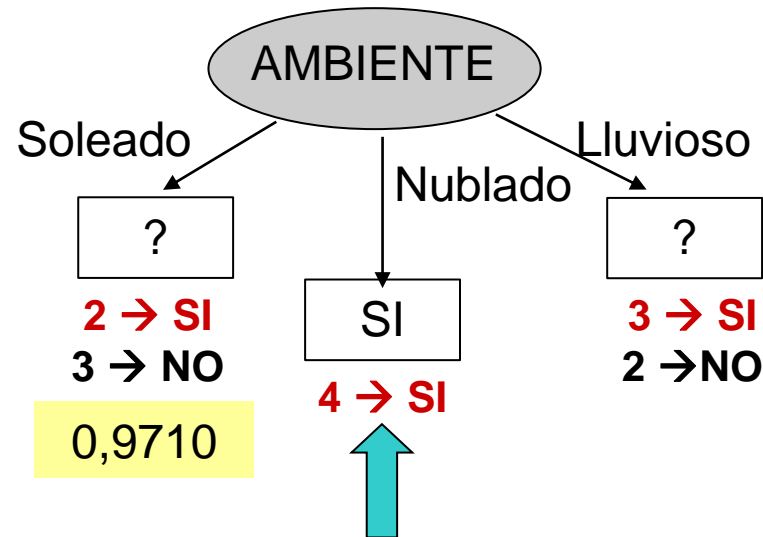 AMBIENTE
Soleado
Nublado
Lluvioso
?
2 → SI
3 → NO
0,9710
SI
4 → SI
?
3 → SI
2 →NO